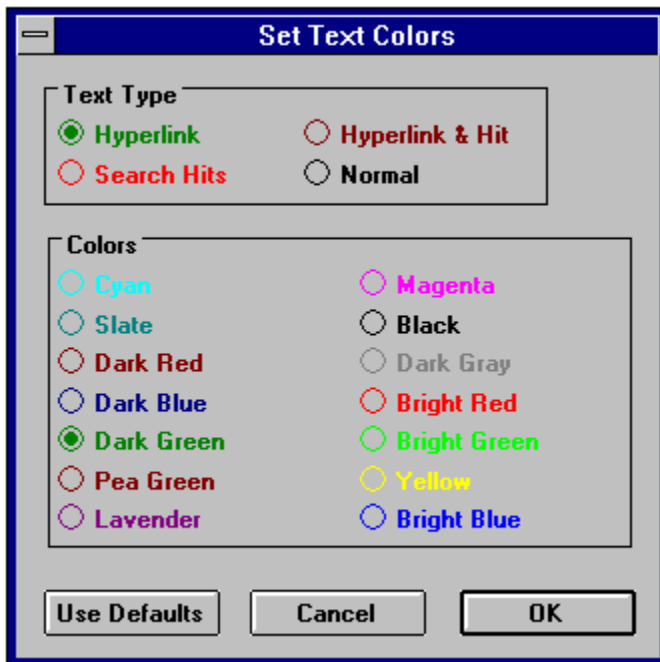 Set Text Colors
Text Type
Hyperlink Hyperlink & Hit
Search Hits Normal
Colors
Cyan Magenta
Slate Black
Dark Red Dark Gray
Dark Blue Bright Red
Dark Green Bright Green
Pea Green Yellow
Lavender Bright Blue
Use Defaults Cancel OK